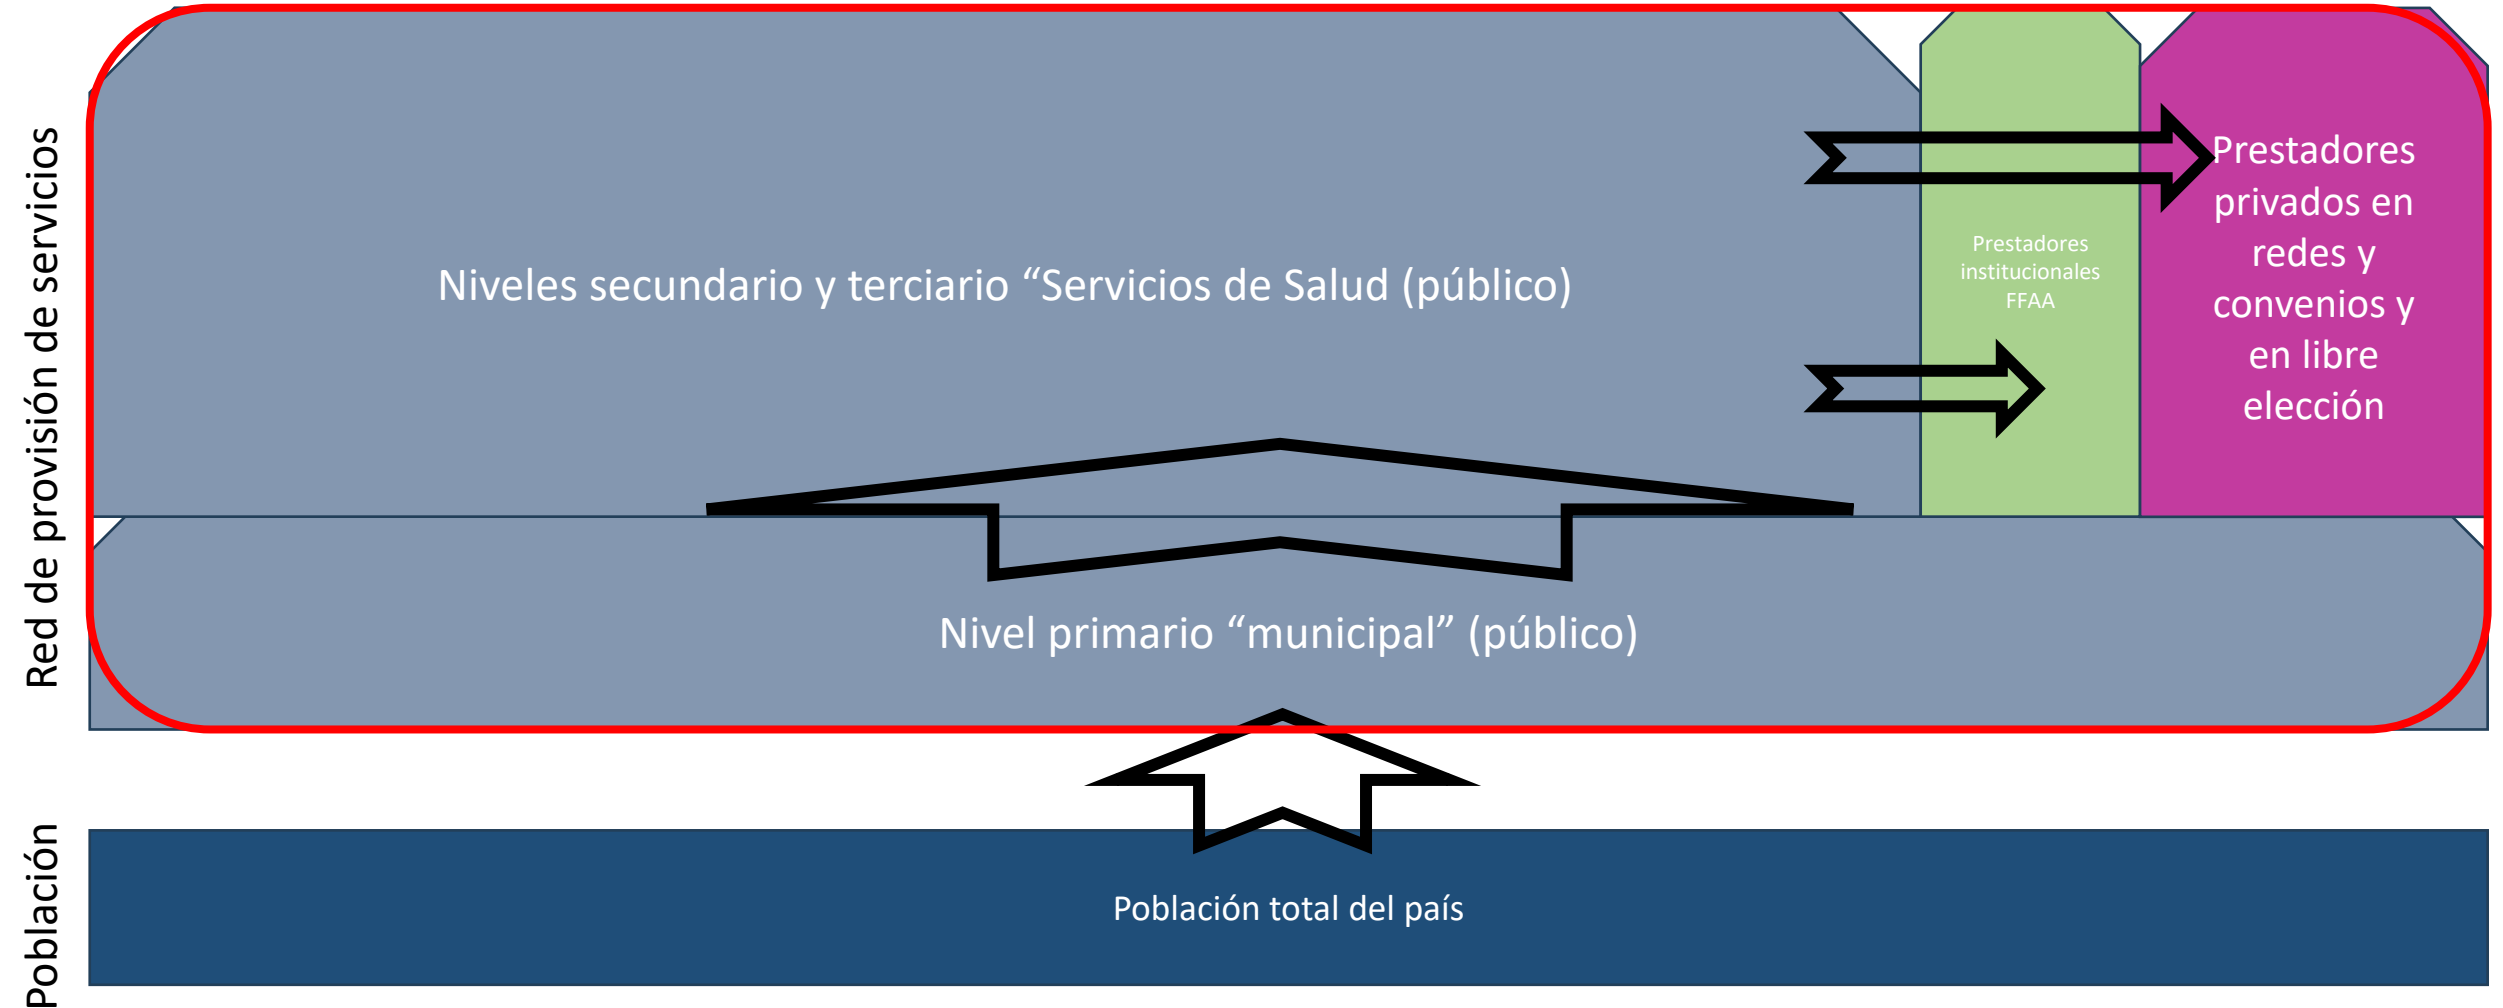 Red de provisión de servicios
Niveles secundario y terciario “Servicios de Salud (público)
Prestadores
institucionales
FFAA
Prestadores
privados en
redes y
convenios y
en libre
elección
Nivel primario “municipal” (público)
Población
Población total del país